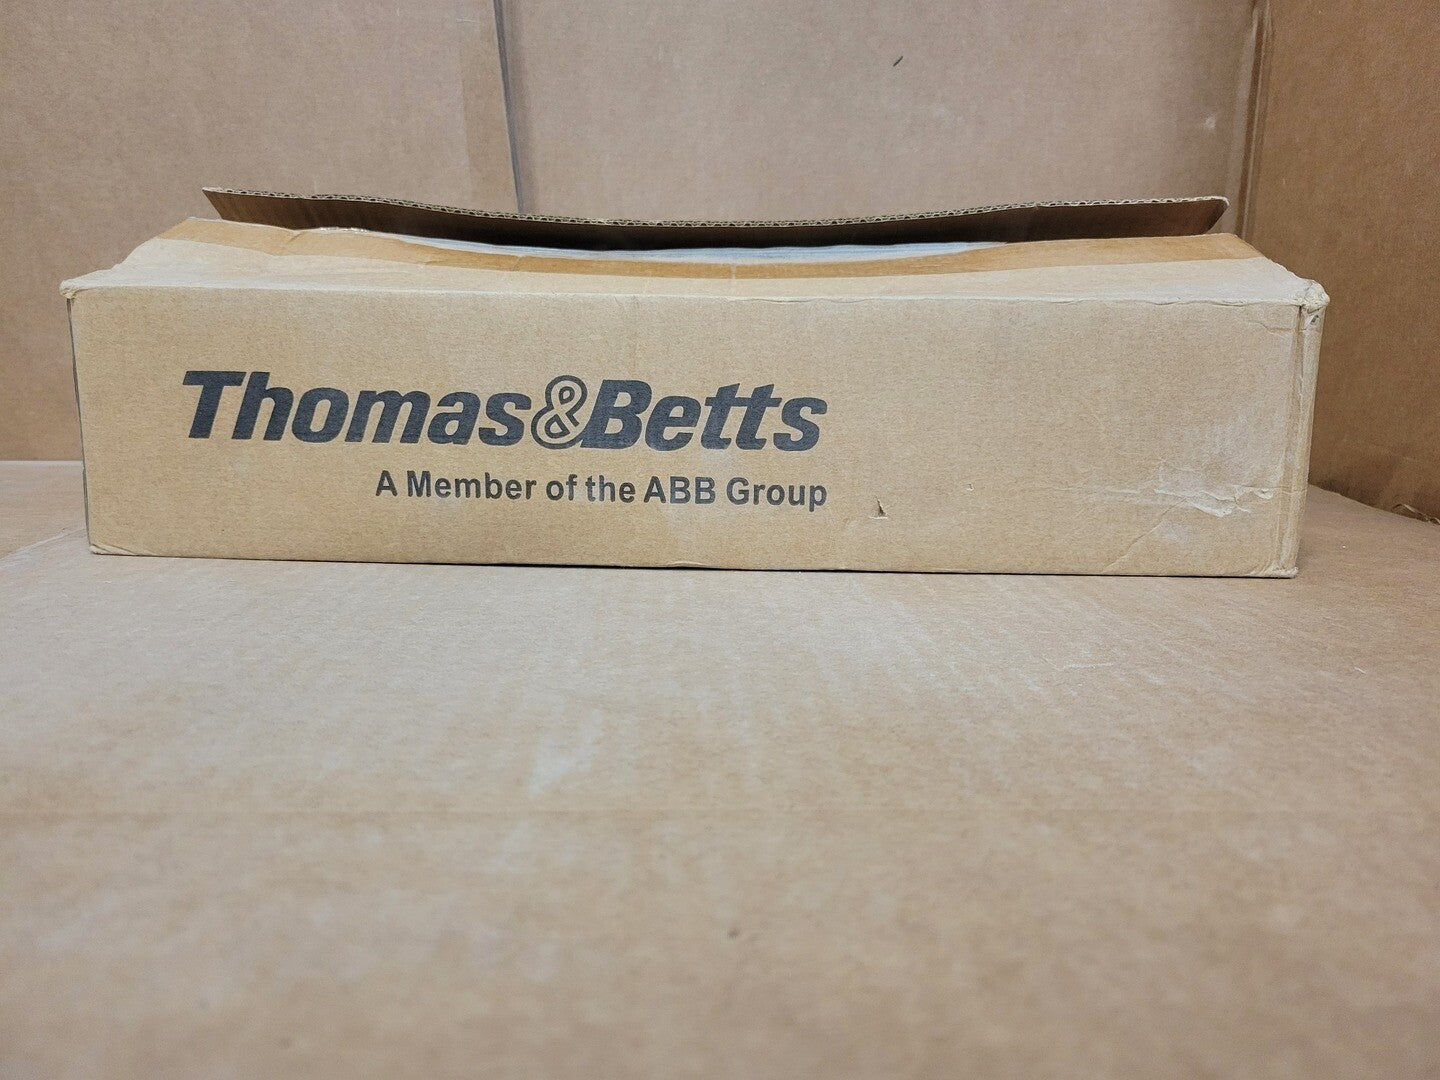 Thomas&Betts
A Member of the ABB Group